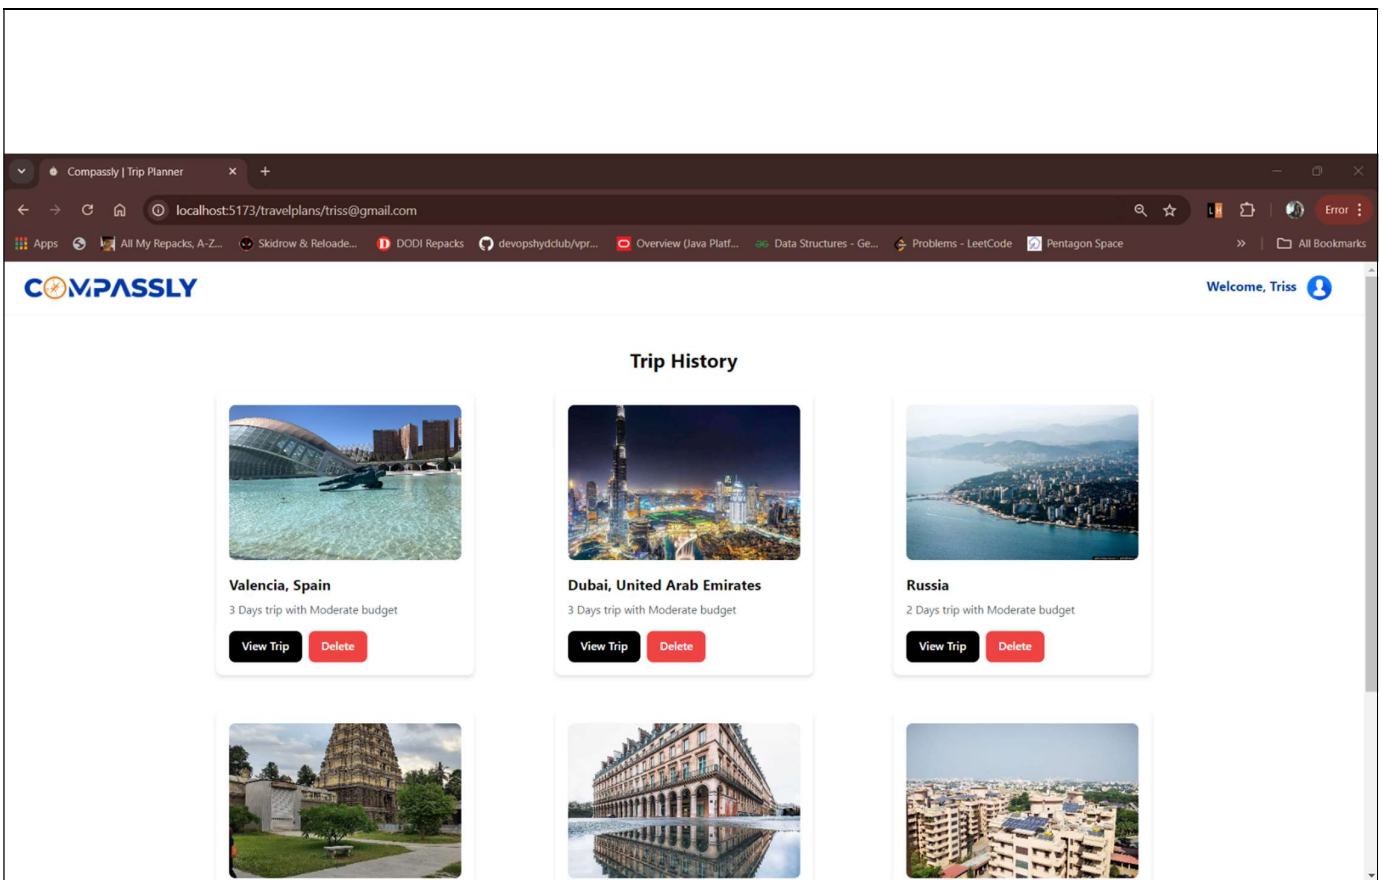 Compassly | Trip Planner
localhost:5173/travelplans/triss@gmail.com
Error
Apps
All My Repacks, A-Z...
Skidrow & Reloade...
DODI Repacks
devopshydclub/vpr...
Overview (Java Platf...
Data Structures - Ge...
Problems - LeetCode
Pentagon Space
»
All Bookmarks
COMPASSLY
Welcome, Triss
Trip History
Valencia, Spain
3 Days trip with Moderate budget
View Trip
Delete
Dubai, United Arab Emirates
3 Days trip with Moderate budget
View Trip
Delete
Russia
2 Days trip with Moderate budget
View Trip
Delete